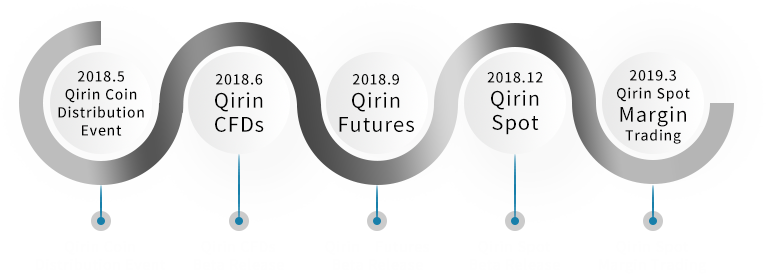 2018.5
Qirin Coin
Distribution
Event
2018.6
Qirin
CFDs
2018.9
Qirin
Futures
2018.12
Qirin
Spot
2019.3
Qirin Spot
Margin
Trading